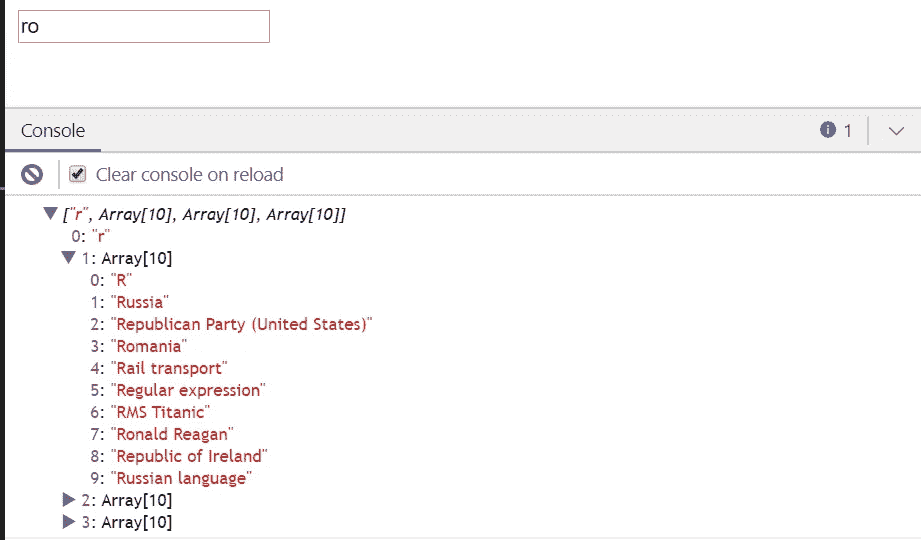 ro
Console
1
Clear console on reload
["r", Array[10], Array[10], Array[10]]
0: "r"
1: Array[10]
0: "R"
1: "Russia"
2: "Republican Party (United States)"
3: "Romania"
4: "Rail transport"
5: "Regular expression"
6: "RMS Titanic"
7: "Ronald Reagan"
8: "Republic of Ireland"
9: "Russian language"
2: Array[10]
3: Array[10]